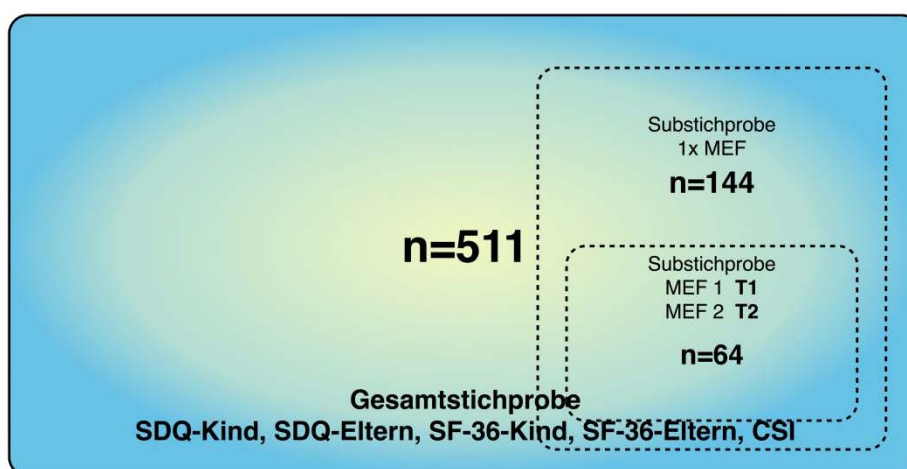 Substichprobe
1x MEF
n=144
n=511
Substichprobe
MEF 1 T1
MEF 2 T2
n=64
Gesamtstichprobe
SDQ-Kind, SDQ-Eltern, SF-36-Kind, SF-36-Eltern, CSI